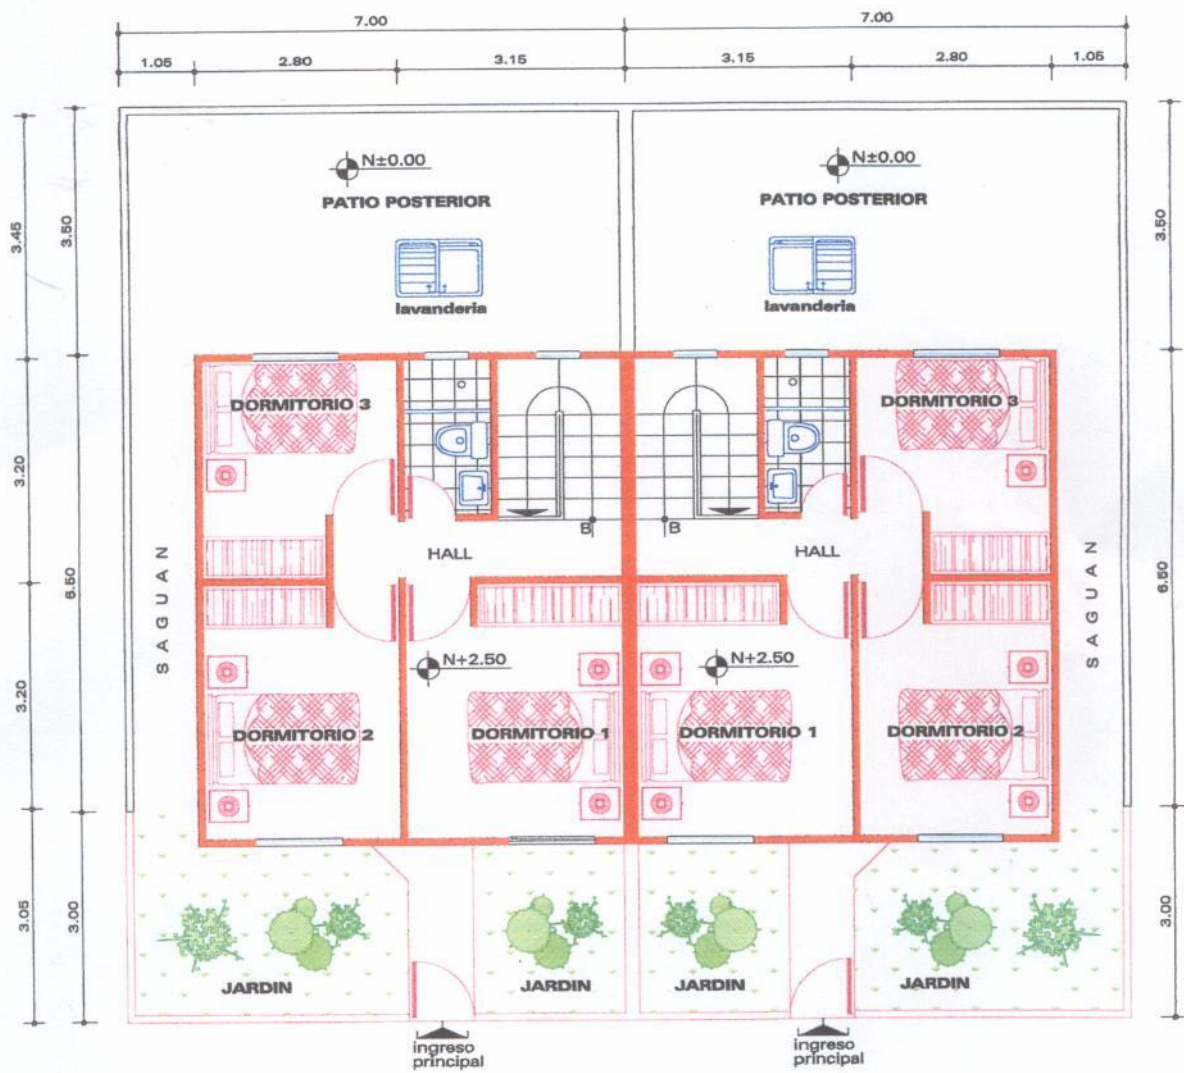 7.00
7.00
1.05
2.80
3.15
3.15
2.80
1.05
N±0.00
N±0.00
PATIO POSTERIOR
PATIO POSTERIOR
3.45
3.50
3.50
lavanderia
lavanderia
DORMITORIO 3
DORMITORIO 3
3.20
B
B
HALL
HALL
SAGUAN
SAGUAN
6.50
6.50
N+2.50
N+2.50
3.20
DORMITORIO 2
DORMITORIO 1
DORMITORIO 1
DORMITORIO 2
3.05
3.00
3.00
JARDIN
JARDIN
JARDIN
JARDIN
ingreso
principal
ingreso
principal